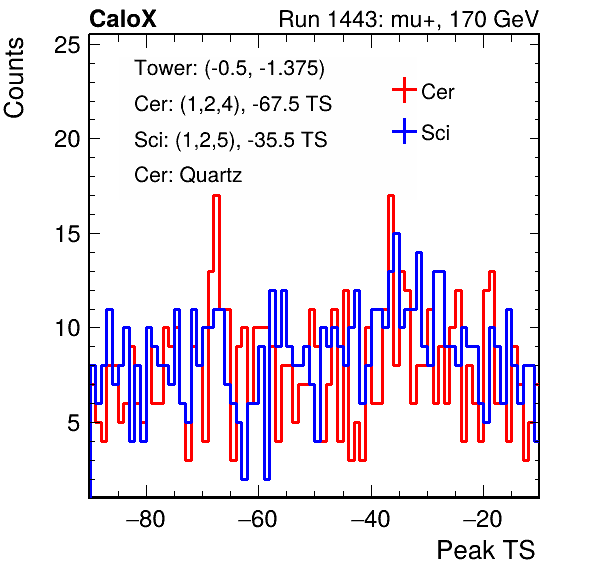 CaloX Run 1443: mu+, 170 GeV
Counts
25
20
15
10
5
Tower: (-0.5, -1.375)
Cer: (1,2,4), -67.5 TS
Sci: (1,2,5), -35.5 TS
Cer: Quartz
Cer
Sci
−80 −60 −40 −20
Peak TS